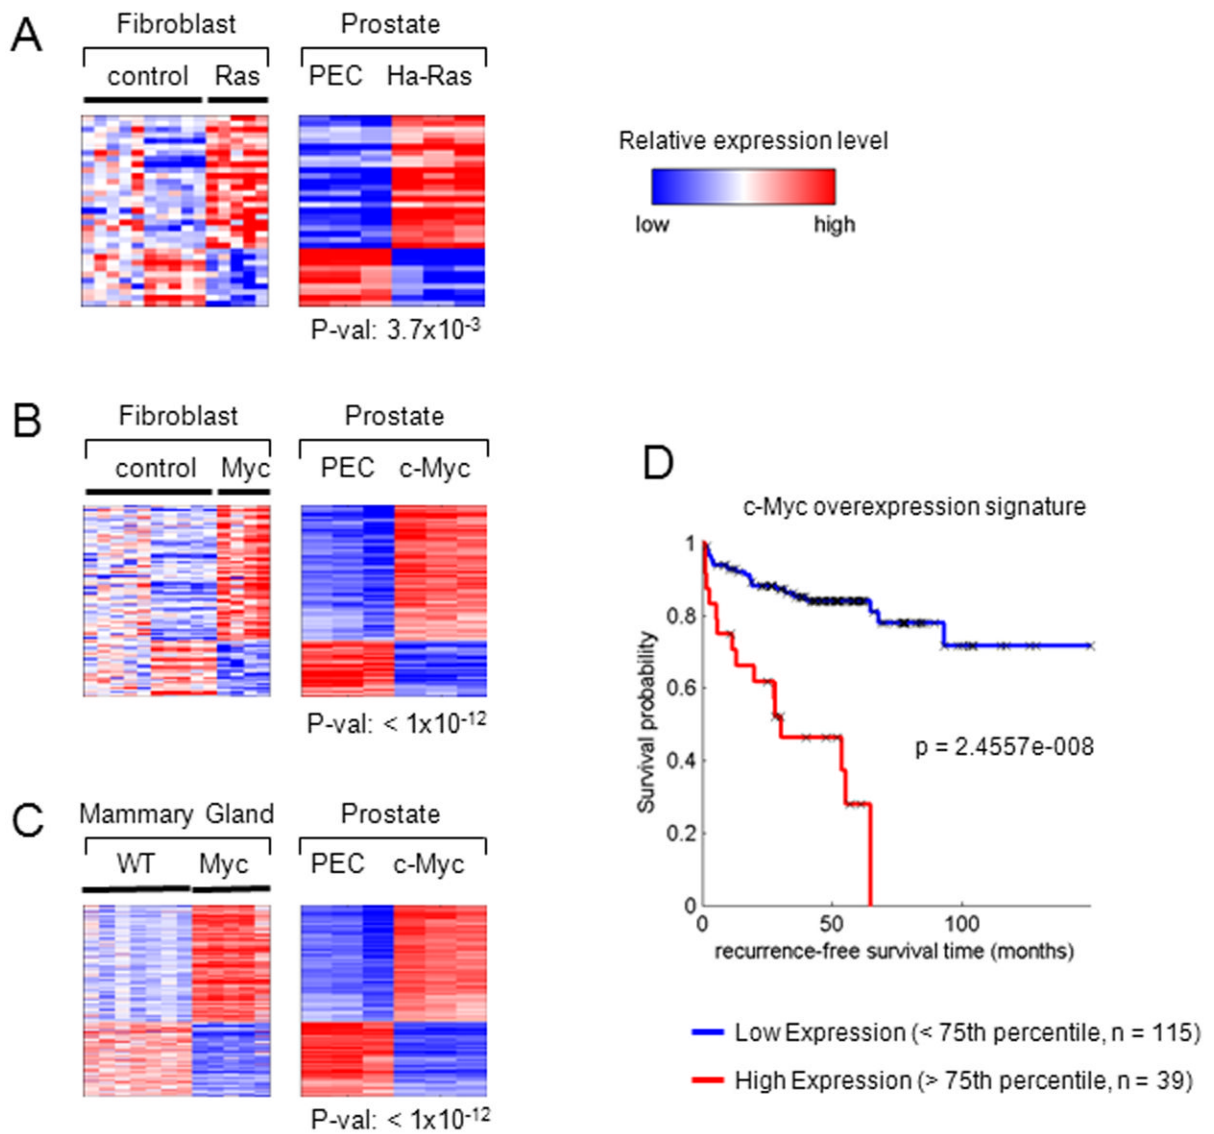 A
Fibroblast
Prostate
control
Ras
PEC
Ha-Ras
P-val: 3.7x10-3
Relative expression level
low
high
B
Fibroblast
Prostate
control
Myc
PEC
c-Myc
P-val: < 1x10-12
C
Mammary Gland
Prostate
WT
Myc
PEC
c-Myc
P-val: < 1x10-12
D
c-Myc overexpression signature
Survival probability
1
0.8
0.6
0.4
0.2
0
p = 2.4557e-008
0
50
100
recurrence-free survival time (months)
Low Expression (< 75th percentile, n = 115)
High Expression (> 75th percentile, n = 39)